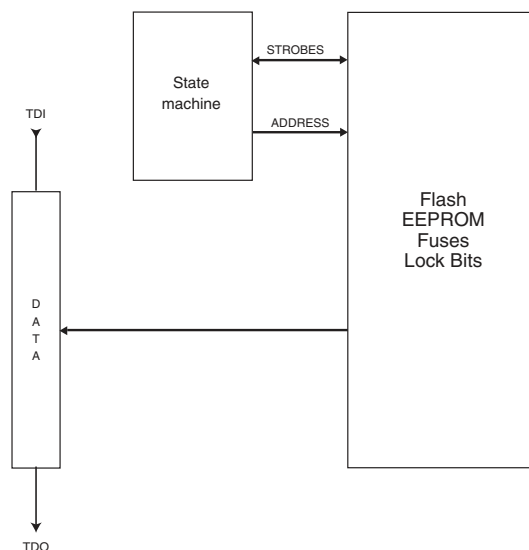 STROBES
State
machine
TDI
ADDRESS
Flash
EEPROM
Fuses
Lock Bits
D
A
T
A
TDO